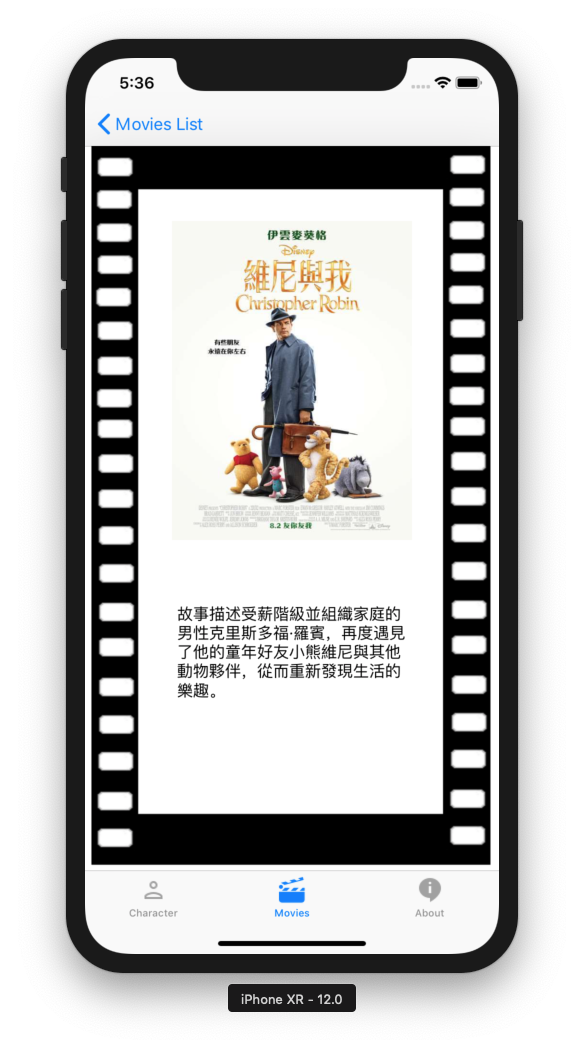 5:36
Movies List
伊雲麥葵格
Disney
維尼與我
Christopher Robin
有些朋友
永遠在你左右
8.2 友你友我
故事描述受薪階級並組織家庭的
男性克里斯多福·羅賓，再度遇見
了他的童年好友小熊維尼與其他
動物夥伴，從而重新發現生活的
樂趣。
Character
Movies
About
iPhone XR - 12.0